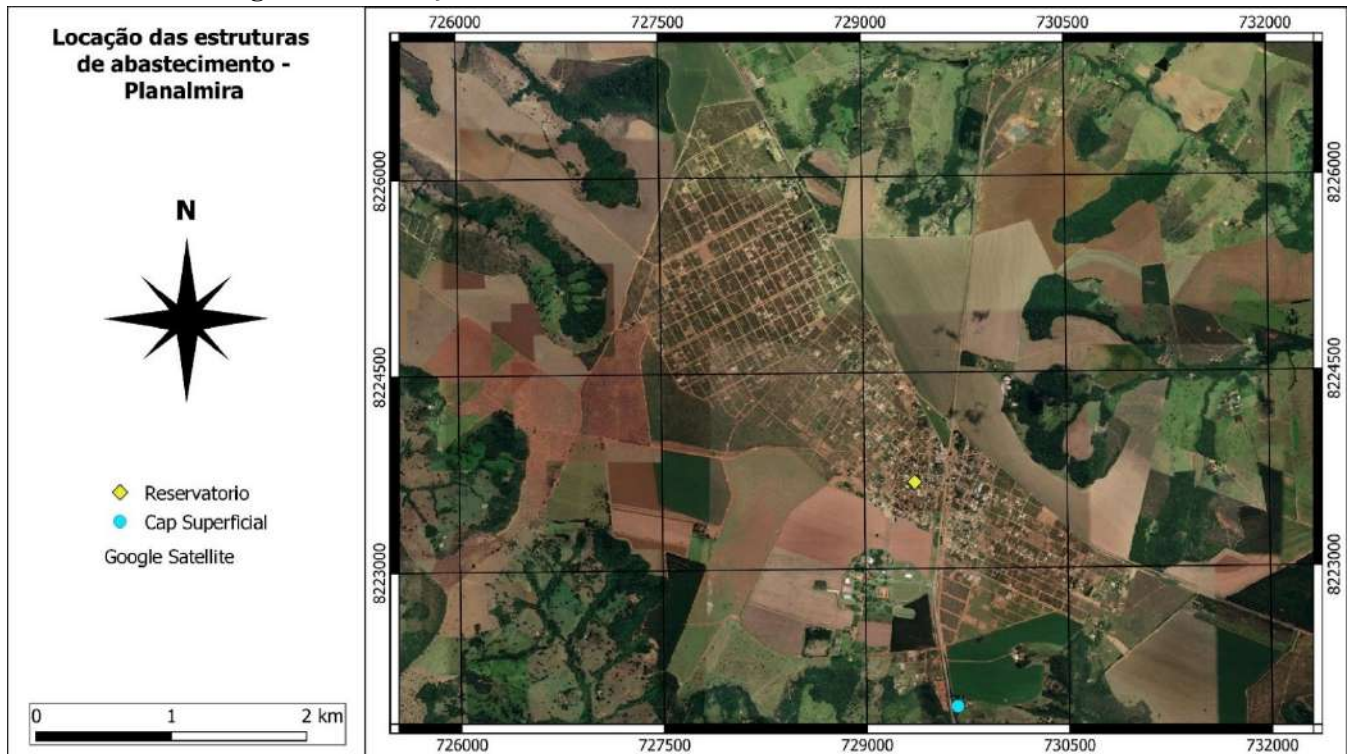 Locação das estruturas
de abastecimento -
Planalmira
N
Reservatorio
Cap Superficial
Google Satellite
0 1 2 km
726000 727500 729000 730500 732000
8226000 8226000
8224500 8224500
8223000 8223000
726000 727500 729000 730500 732000